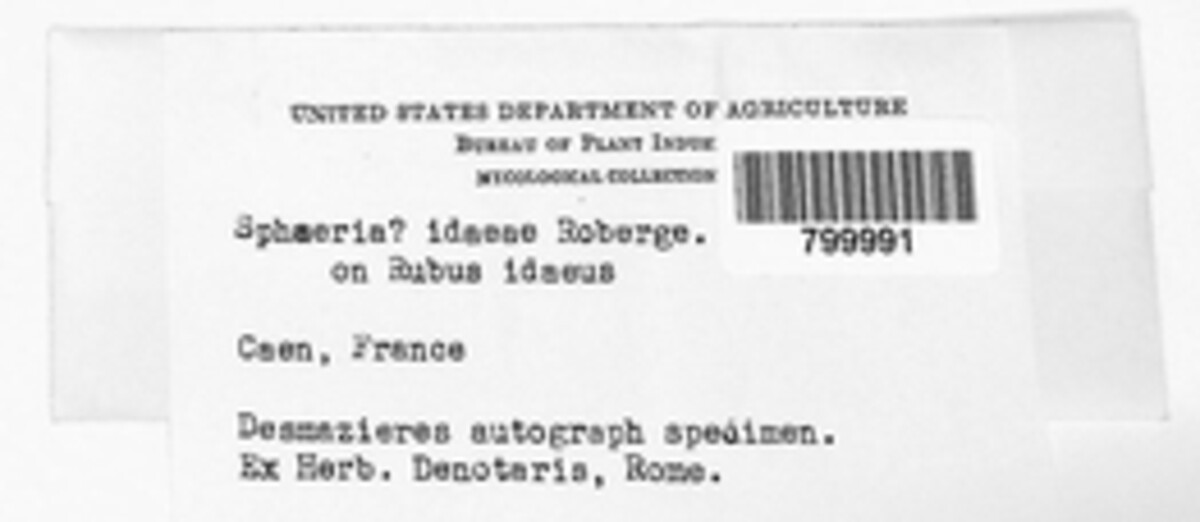 UNITED STATES DEPARTMENT OF AGRICULTURE
BUREAU OF PLANT INDUS
MYCOLOGICAL COLLECTION
799991
Sphaeria? idaeae Roberge.
on Rubus idaeus
Caen, France
Desmazieres autograph specimen.
Ex Herb. Denotaris, Rome.